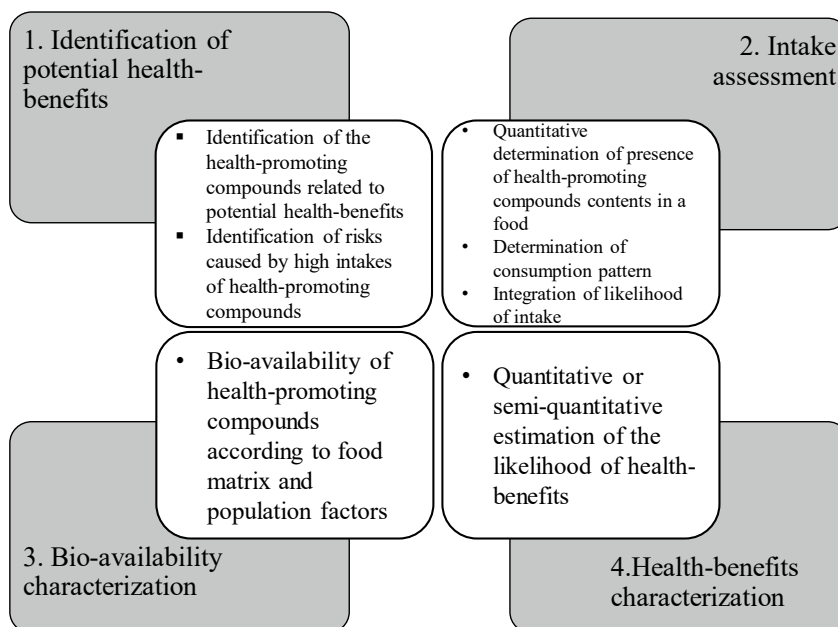 1. Identification of
potential health-
benefits
2. Intake
assessment
▪ Identification of the
health-promoting
compounds related to
potential health-benefits
▪ Identification of risks
caused by high intakes
of health-promoting
compounds
• Quantitative
determination of presence
of health-promoting
compounds contents in a
food
• Determination of
consumption pattern
• Integration of likelihood
of intake
• Bio-availability of
health-promoting
compounds
according to food
matrix and
population factors
• Quantitative or
semi-quantitative
estimation of the
likelihood of health-
benefits
3. Bio-availability
characterization
4.Health-benefits
characterization